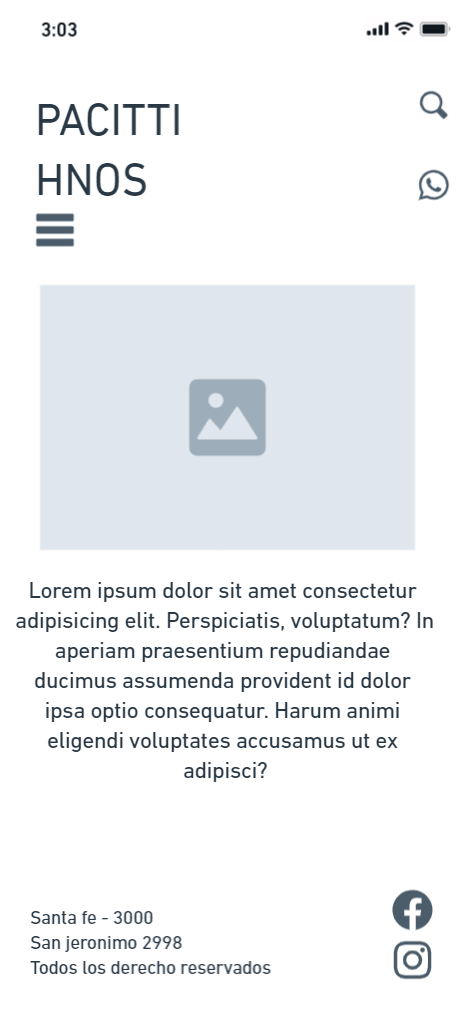 3:03
PACITTI
HNOS
Lorem ipsum dolor sit amet consectetur
adipisicing elit. Perspiciatis, voluptatum? In
aperiam praesentium repudiandae
ducimus assumenda provident id dolor
ipsa optio consequatur. Harum animi
eligendi voluptates accusamus ut ex
adipisci?
Santa fe - 3000
San jeronimo 2998
Todos los derecho reservados